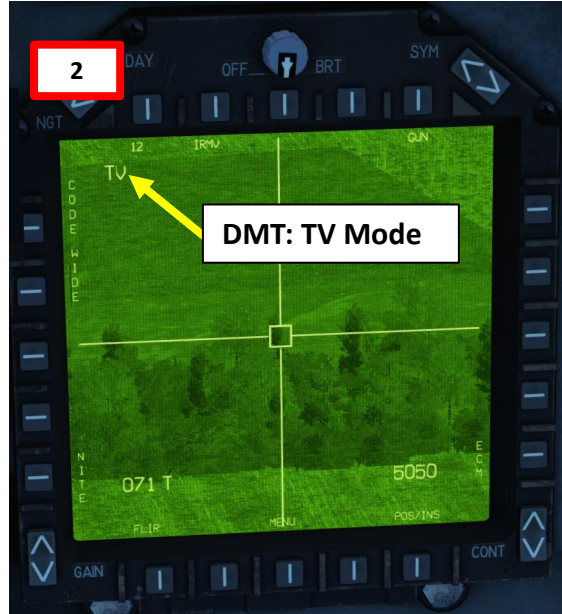 2
DAY
OFF
BRT
SYM
NGT
12
IRMV
GUN
TV
CODE WIDE
DMT: TV Mode
NITE
071 T
5050
ECM
FLIR
MENU
POS/INS
GAIN
CONT